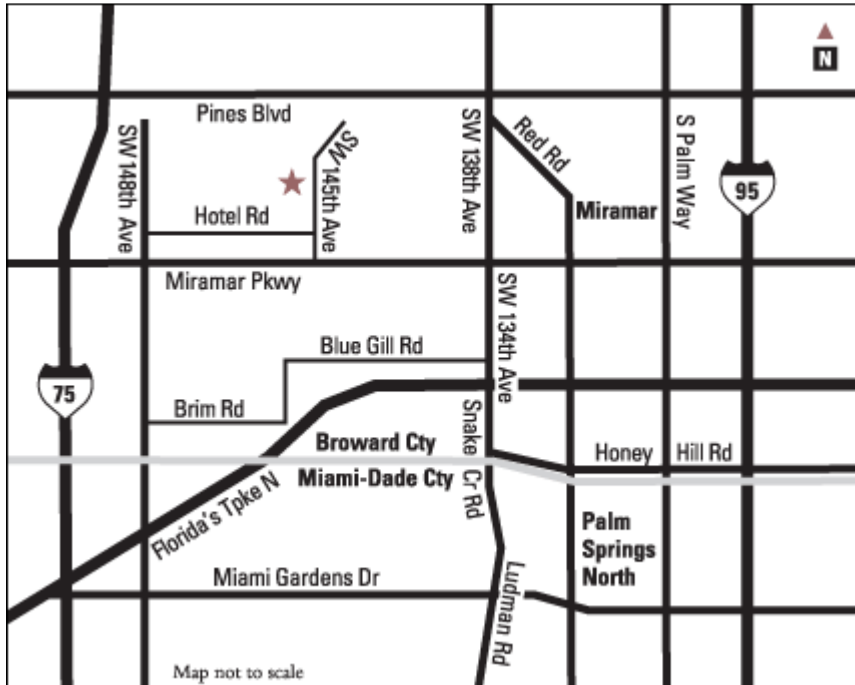 N
Pines Blvd
SW 148th Ave
SW 145th Ave
SW 138th Ave
Red Rd
S Palm Way
95
Miramar
Hotel Rd
Miramar Pkwy
Blue Gill Rd
SW 134th Ave
75
Brim Rd
Snake Cr Rd
Broward Cty
Honey Hill Rd
Miami-Dade Cty
Florida's Tpke N
Palm
Springs
North
Miami Gardens Dr
Ludman Rd
Map not to scale